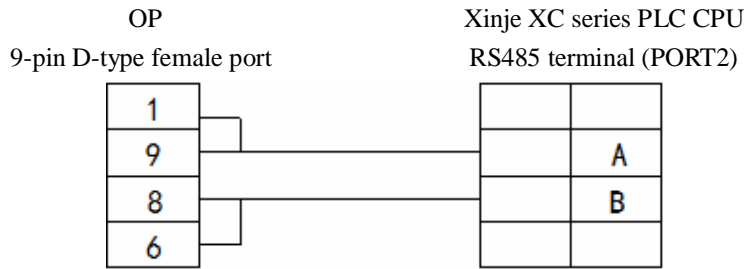 OP
Xinje XC series PLC CPU
9-pin D-type female port
RS485 terminal (PORT2)
1
9
A
8
B
6